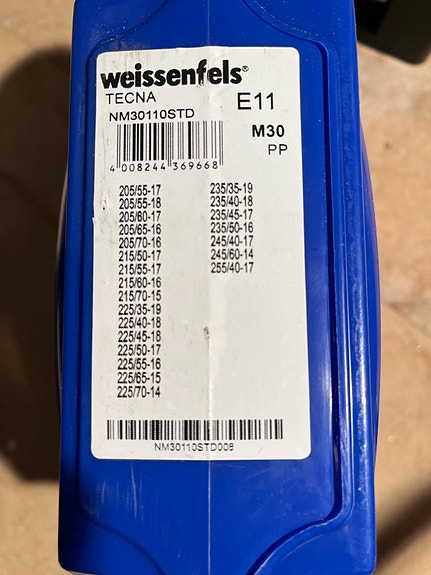 weissenfels®
TECNA
E11
NM30110STD
M30
PP
4 008244 369668
205/55-17
205/55-18
205/60-17
205/65-16
205/70-16
215/50-17
215/55-17
215/60-16
215/70-15
225/35-19
225/40-18
225/45-18
225/50-17
225/55-16
225/65-15
225/70-14
235/35-19
235/40-18
235/45-17
235/50-16
245/40-17
245/60-14
255/40-17
NM30110STD008